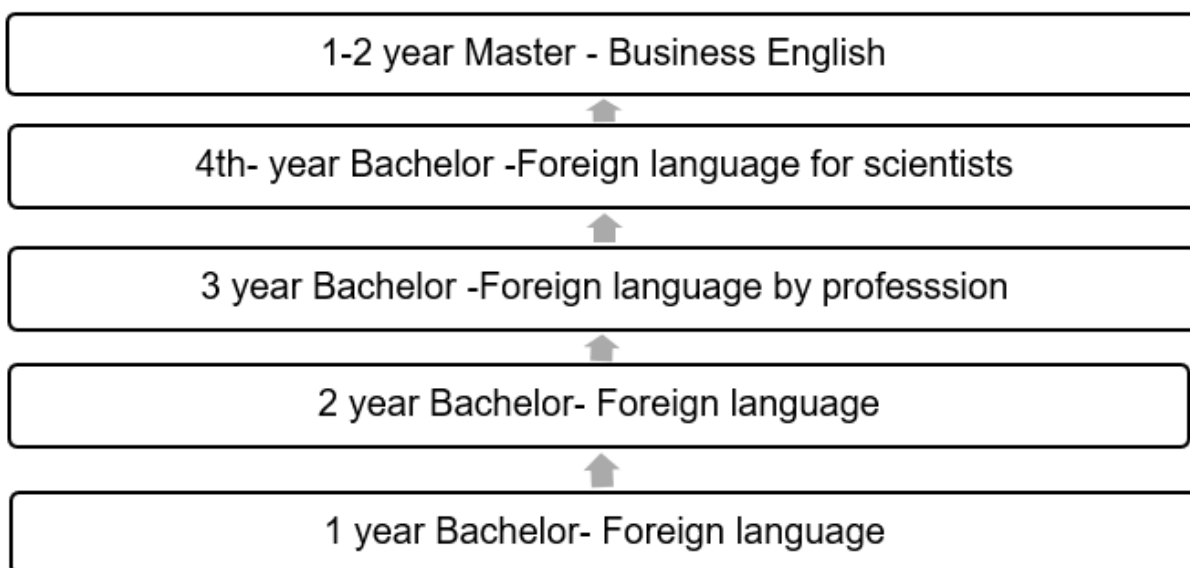 1-2 year Master - Business English
4th- year Bachelor -Foreign language for scientists
3 year Bachelor -Foreign language by professsion
2 year Bachelor- Foreign language
1 year Bachelor- Foreign language